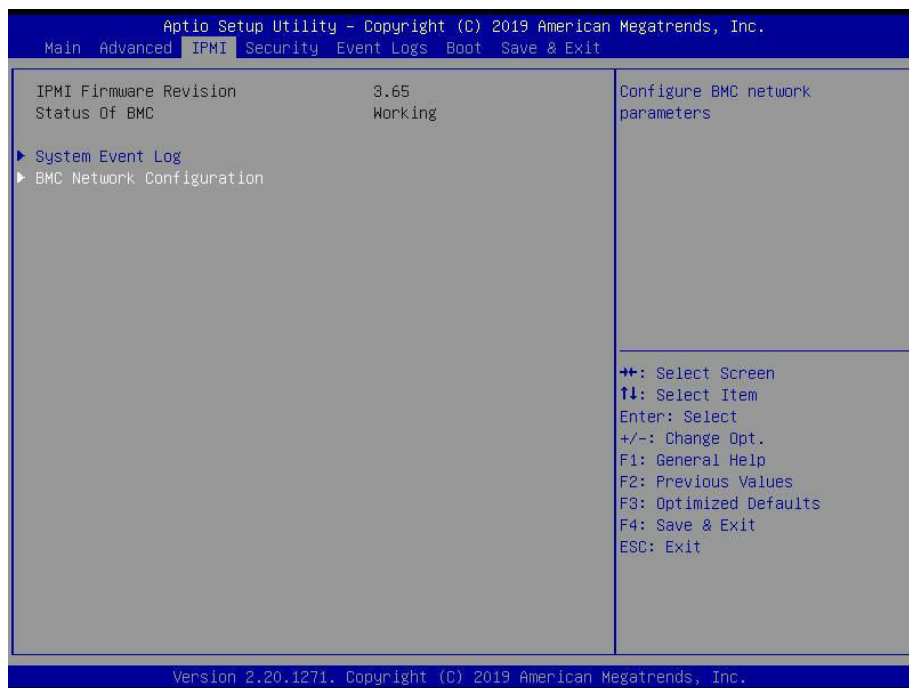 Aptio Setup Utility – Copyright (C) 2019 American Megatrends, Inc.
Main Advanced IPMI Security Event Logs Boot Save & Exit
IPMI Firmware Revision 3.65
Status Of BMC Working
System Event Log
BMC Network Configuration
Configure BMC network
parameters
→←: Select Screen
↑↓: Select Item
Enter: Select
+/-: Change Opt.
F1: General Help
F2: Previous Values
F3: Optimized Defaults
F4: Save & Exit
ESC: Exit
Version 2.20.1271. Copyright (C) 2019 American Megatrends, Inc.